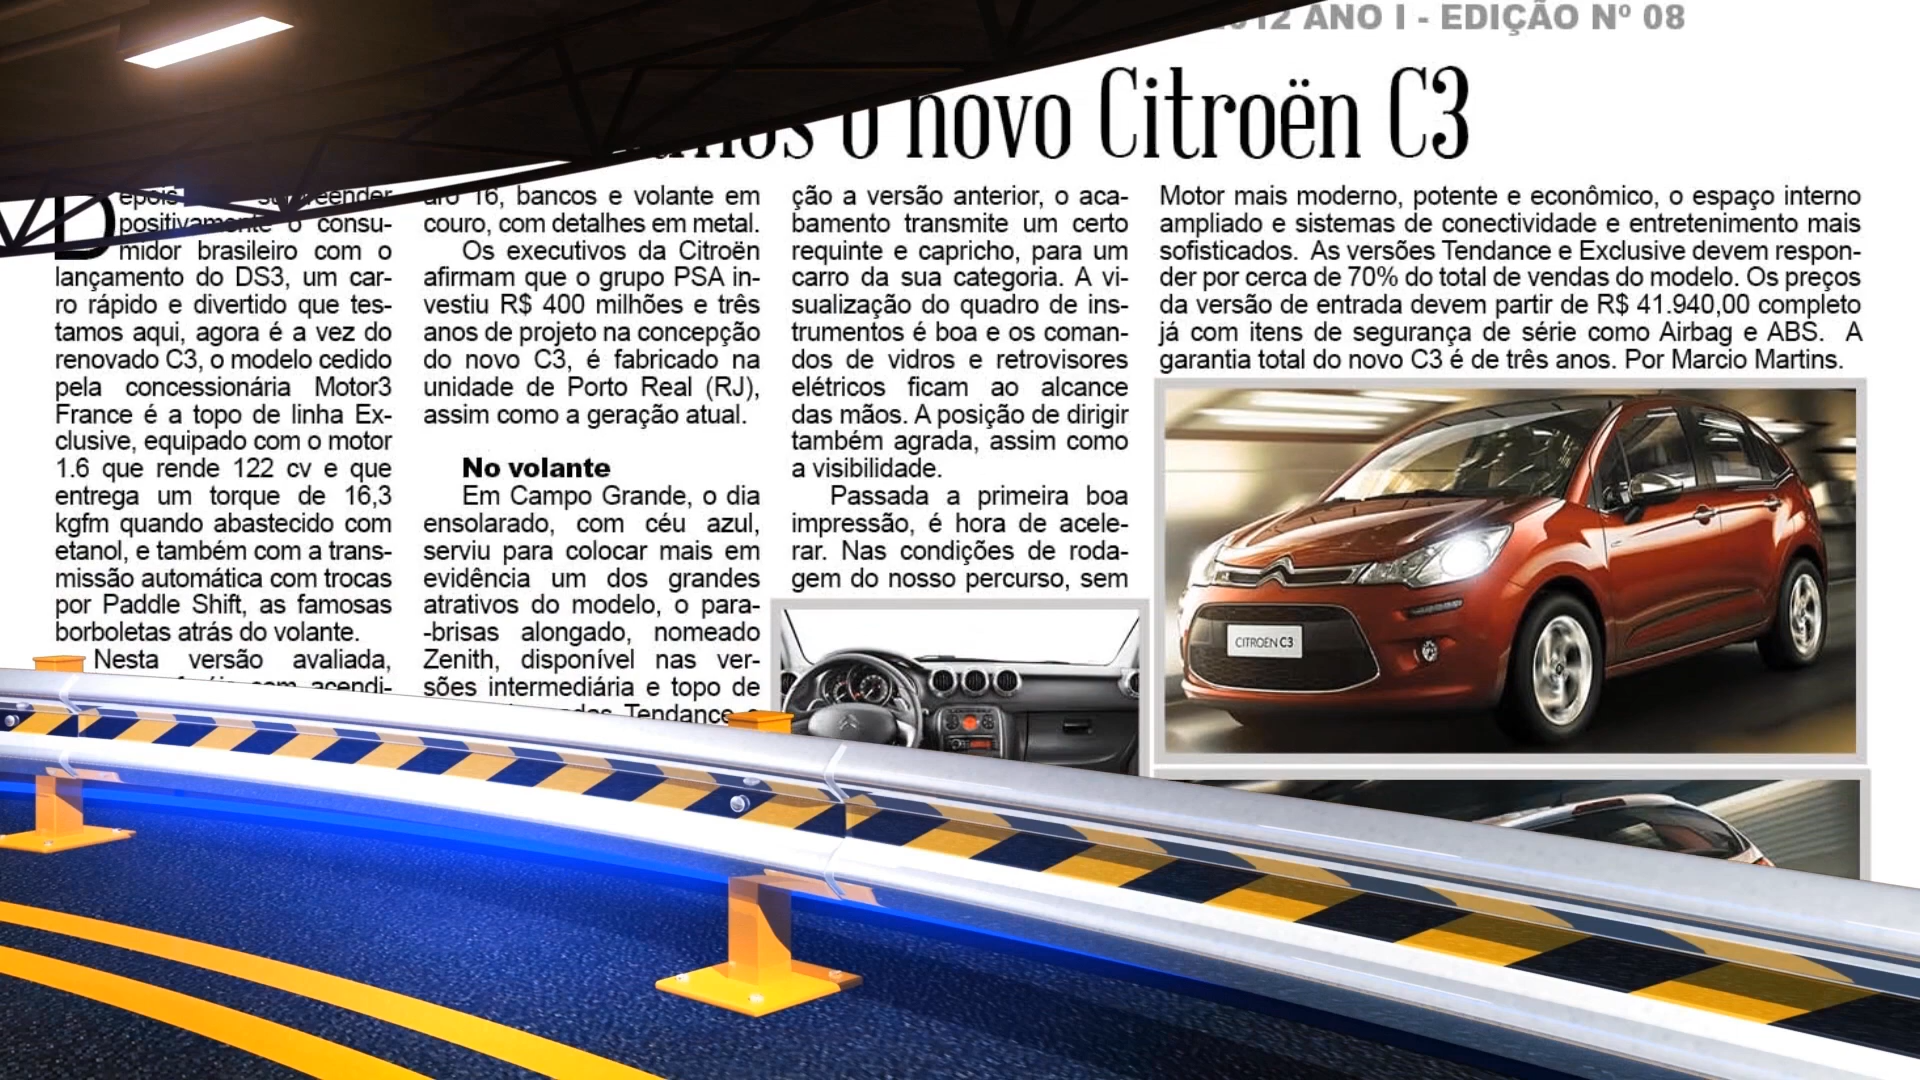 ANO I - EDIÇÃO Nº 08
o novo Citroën C3
epois
positivamente o consu-
midor brasileiro com o
lançamento do DS3, um car-
ro rápido e divertido que tes-
tamos aqui, agora é a vez do
renovado C3, o modelo cedido
pela concessionária Motor3
France é a topo de linha Ex-
clusive, equipado com o motor
1.6 que rende 122 cv e que
entrega um torque de 16,3
kgfm quando abastecido com
etanol, e também com a trans-
missão automática com trocas
por Paddle Shift, as famosas
borboletas atrás do volante.
Nesta versão avaliada,
com acendi-
aro 16, bancos e volante em
couro, com detalhes em metal.
Os executivos da Citroën
afirmam que o grupo PSA in-
vestiu R$ 400 milhões e três
anos de projeto na concepção
do novo C3, é fabricado na
unidade de Porto Real (RJ),
assim como a geração atual.
No volante
Em Campo Grande, o dia
ensolarado, com céu azul,
serviu para colocar mais em
evidência um dos grandes
atrativos do modelo, o para-
-brisas alongado, nomeado
Zenith, disponível nas ver-
sões intermediária e topo de
Tendance
ção a versão anterior, o aca-
bamento transmite um certo
requinte e capricho, para um
carro da sua categoria. A vi-
sualização do quadro de ins-
trumentos é boa e os coman-
dos de vidros e retrovisores
elétricos ficam ao alcance
das mãos. A posição de dirigir
também agrada, assim como
a visibilidade.
Passada a primeira boa
impressão, é hora de acele-
rar. Nas condições de roda-
gem do nosso percurso, sem
Motor mais moderno, potente e econômico, o espaço interno
ampliado e sistemas de conectividade e entretenimento mais
sofisticados. As versões Tendance e Exclusive devem respon-
der por cerca de 70% do total de vendas do modelo. Os preços
da versão de entrada devem partir de R$ 41.940,00 completo
já com itens de segurança de série como Airbag e ABS. A
garantia total do novo C3 é de três anos. Por Marcio Martins.
CITROËN C3